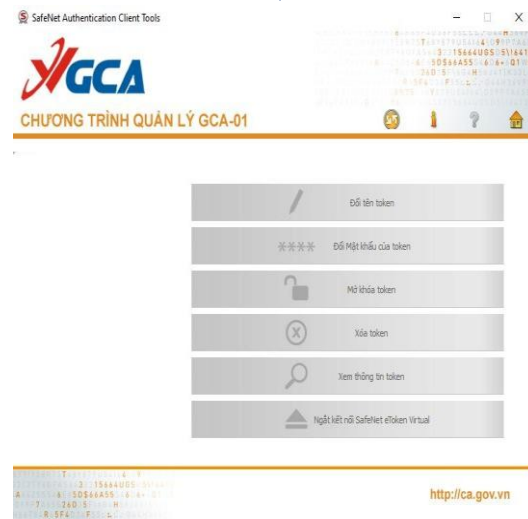 SafeNet Authentication Client Tools
YGCA
CHƯƠNG TRÌNH QUẢN LÝ GCA-01
Đổi tên token
**** Đổi Mật khẩu của token
Mở khóa token
Xóa token
Xem thông tin token
Ngắt kết nối SafeNet eToken Virtual
http://ca.gov.vn